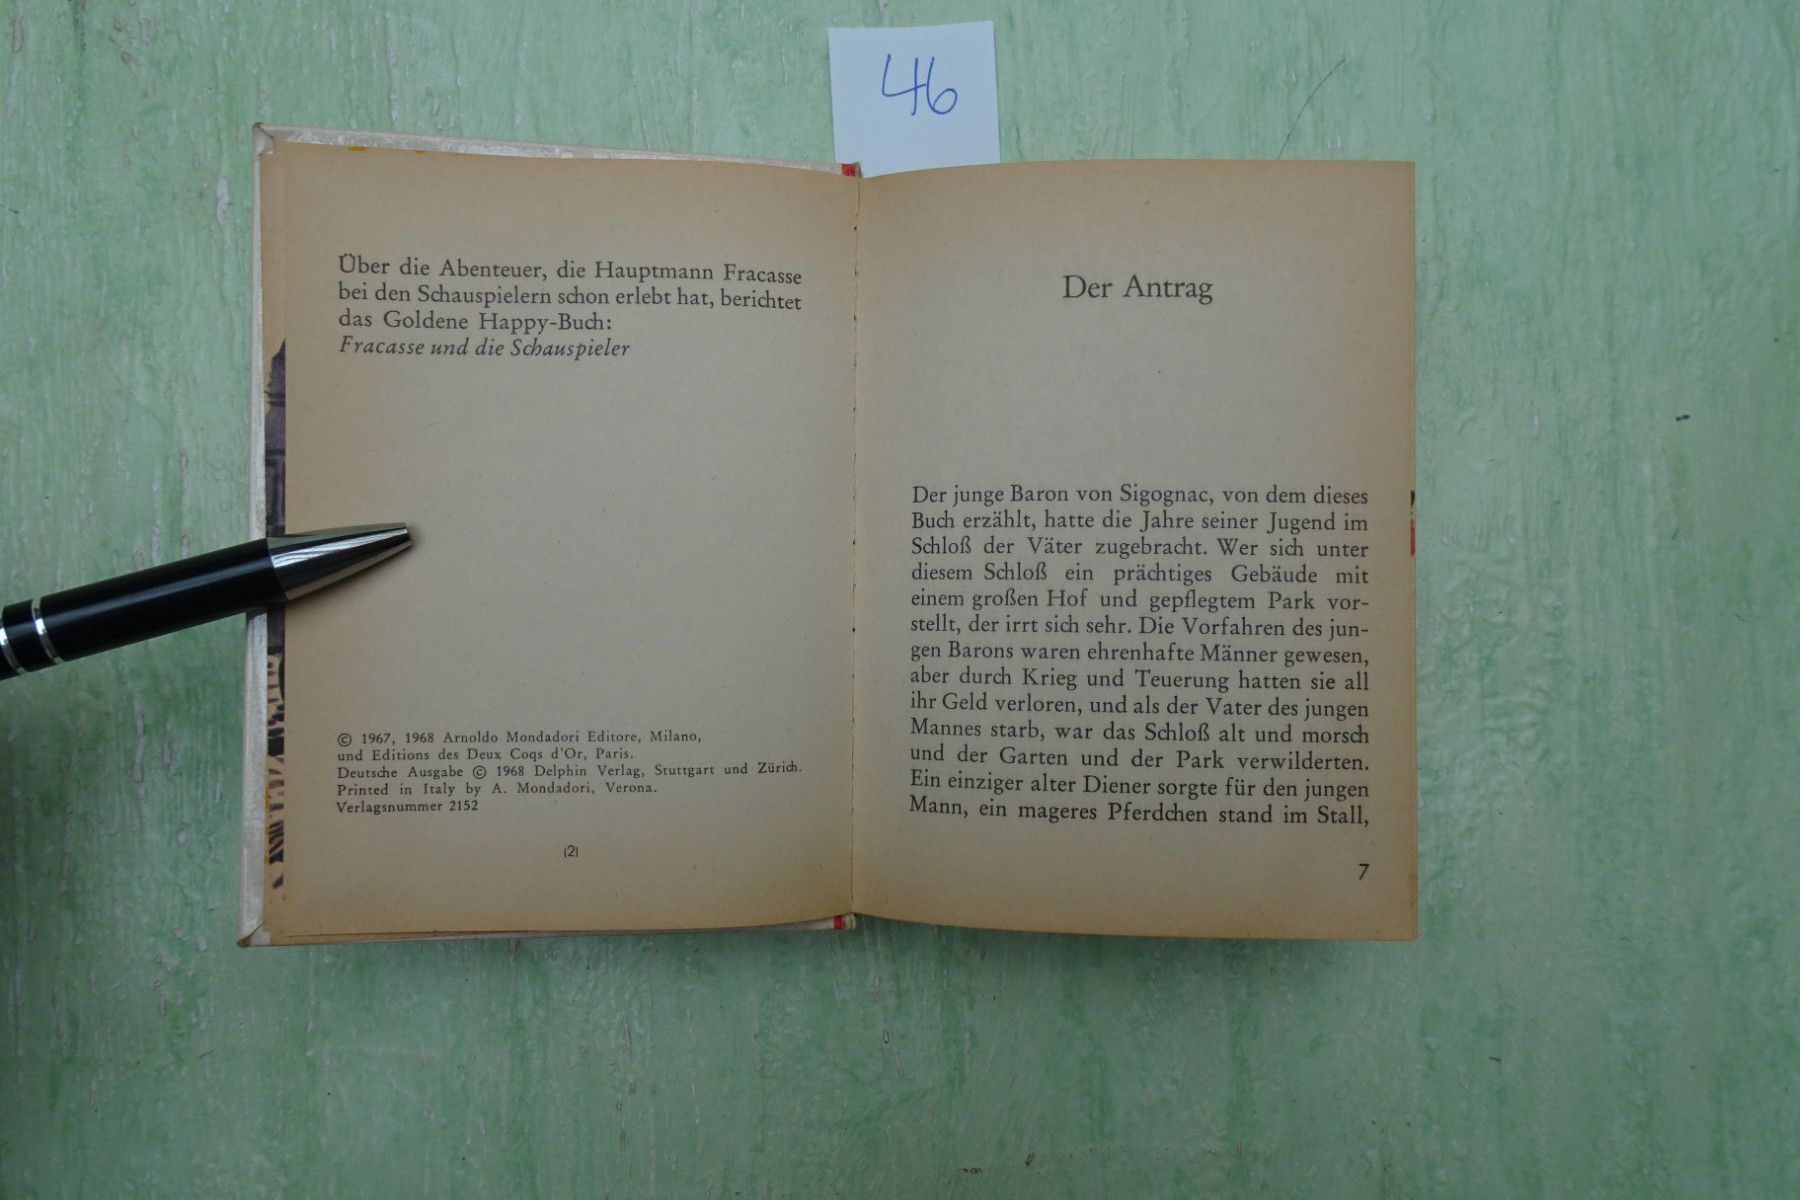 46
Über die Abenteuer, die Hauptmann Fracasse
bei den Schauspielern schon erlebt hat, berichtet
das Goldene Happy-Buch:
Fracasse und die Schauspieler
© 1967, 1968 Arnoldo Mondadori Editore, Milano,
und Editions des Deux Coqs d'Or, Paris.
Deutsche Ausgabe © 1968 Delphin Verlag, Stuttgart und Zürich.
Printed in Italy by A. Mondadori, Verona.
Verlagsnummer 2152
(2)
Der Antrag
Der junge Baron von Sigognac, von dem dieses
Buch erzählt, hatte die Jahre seiner Jugend im
Schloß der Väter zugebracht. Wer sich unter
diesem Schloß ein prächtiges Gebäude mit
einem großen Hof und gepflegtem Park vor-
stellt, der irrt sich sehr. Die Vorfahren des jun-
gen Barons waren ehrenhafte Männer gewesen,
aber durch Krieg und Teuerung hatten sie all
ihr Geld verloren, und als der Vater des jungen
Mannes starb, war das Schloß alt und morsch
und der Garten und der Park verwilderten.
Ein einziger alter Diener sorgte für den jungen
Mann, ein mageres Pferdchen stand im Stall,
7